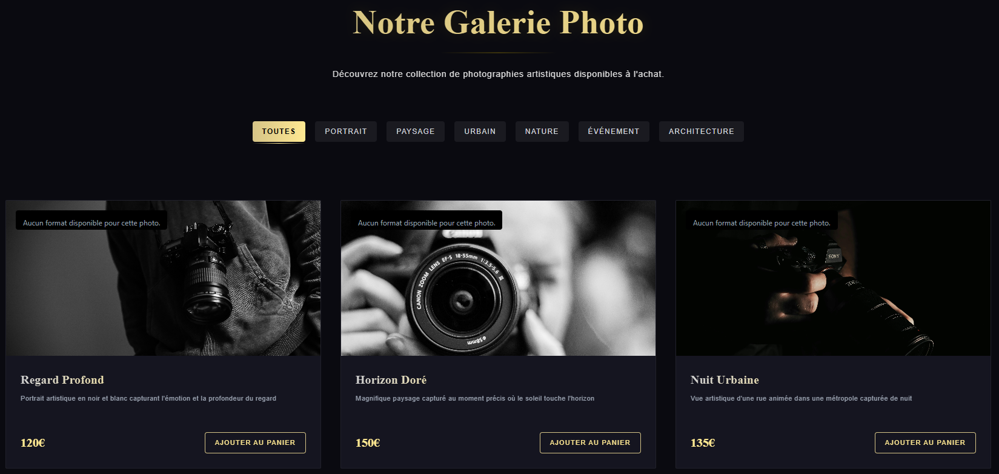 Notre Galerie Photo
Découvrez notre collection de photographies artistiques disponibles à l'achat.
TOUTES
PORTRAIT
PAYSAGE
URBAIN
NATURE
ÉVÉNEMENT
ARCHITECTURE
Aucun format disponible pour cette photo.
Regard Profond
Portrait artistique en noir et blanc capturant l'émotion et la profondeur du regard
120€
AJOUTER AU PANIER
Aucun format disponible pour cette photo.
CANON ZOOM LENS EF-S 18-55mm 1:3.5-5.6 III
Φ58mm
Horizon Doré
Magnifique paysage capturé au moment précis où le soleil touche l'horizon
150€
AJOUTER AU PANIER
Aucun format disponible pour cette photo.
SONY
Nuit Urbaine
Vue artistique d'une rue animée dans une métropole capturée de nuit
135€
AJOUTER AU PANIER